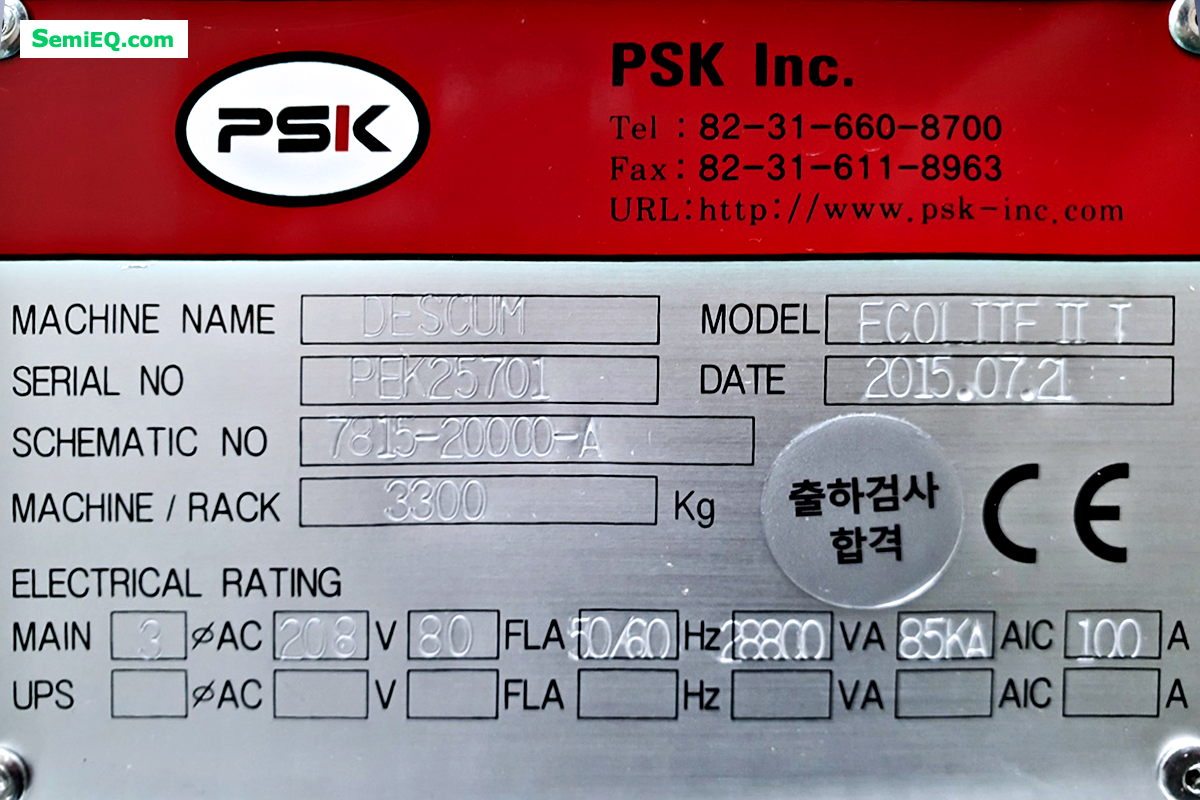 SemiEQ.com
PSK
PSK Inc.
Tel : 82-31-660-8700
Fax : 82-31-611-8963
URL:http://www.psk-inc.com
MACHINE NAME DESCUM MODEL ECOLITE II T
SERIAL NO PEK25701 DATE 2015.07.21
SCHEMATIC NO 7815-20000-A
MACHINE / RACK 3300 Kg
출하검사
합격
CE
ELECTRICAL RATING
MAIN 3 ØAC 208 V 80 FLA 50/60 Hz 28800 VA 85KA AIC 100 A
UPS ØAC V FLA Hz VA AIC A